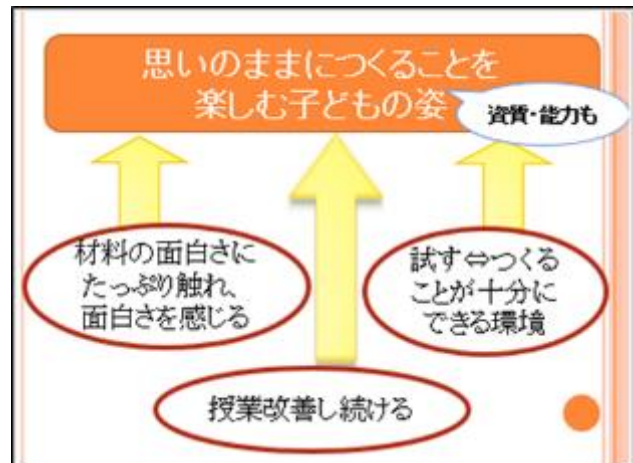 思いのままにつくることを
楽しむ子どもの姿
資質・能力も
材料の面白さに
たっぷり触れ、
面白さを感じる
試す⇔つくる
ことが十分に
できる環境
授業改善し続ける